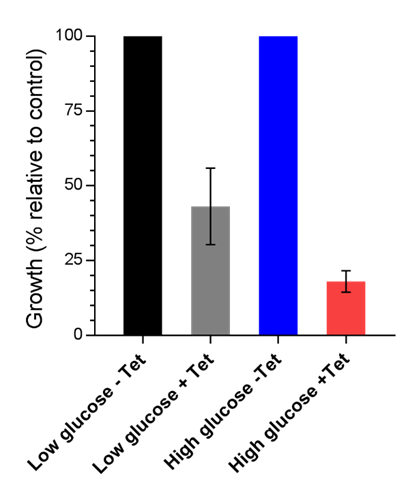 Growth (% relative to control)
100
75
50
25
0
Low glucose - Tet
Low glucose + Tet
High glucose -Tet
High glucose +Tet